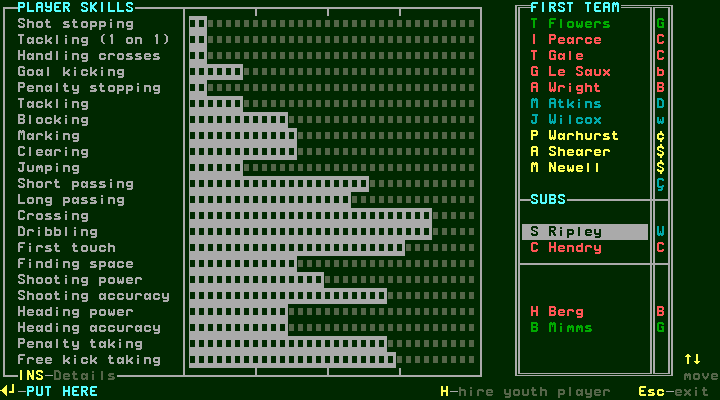 PLAYER SKILLS
Shot stopping
Tackling (1 on 1)
Handling crosses
Goal kicking
Penalty stopping
Tackling
Blocking
Marking
Clearing
Jumping
Short passing
Long passing
Crossing
Dribbling
First touch
Finding space
Shooting power
Shooting accuracy
Heading power
Heading accuracy
Penalty taking
Free kick taking
INS-Details
-PUT HERE
FIRST TEAM
T Flowers G
I Pearce C
T Gale C
G Le Saux b
A Wright B
M Atkins D
J Wilcox w
P Warhurst ¢
A Shearer $
M Newell $
Ç
SUBS
S Ripley W
C Hendry C
H Berg B
B Mimms G
↑↓
move
H-hire youth player
Esc-exit